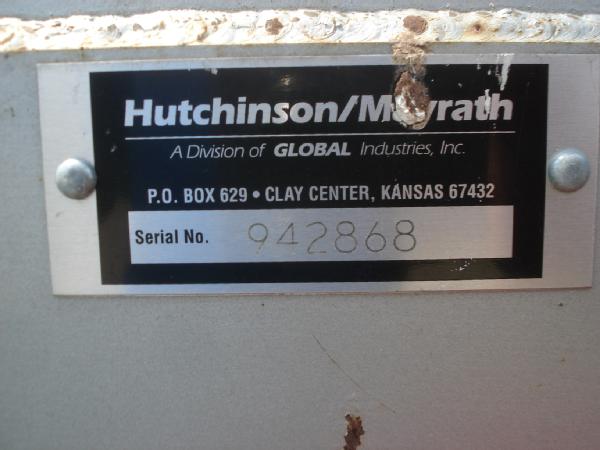 Hutchinson/Mayrath
A Division of GLOBAL Industries, Inc.
P.O. BOX 629 • CLAY CENTER, KANSAS 67432
Serial No. 942868